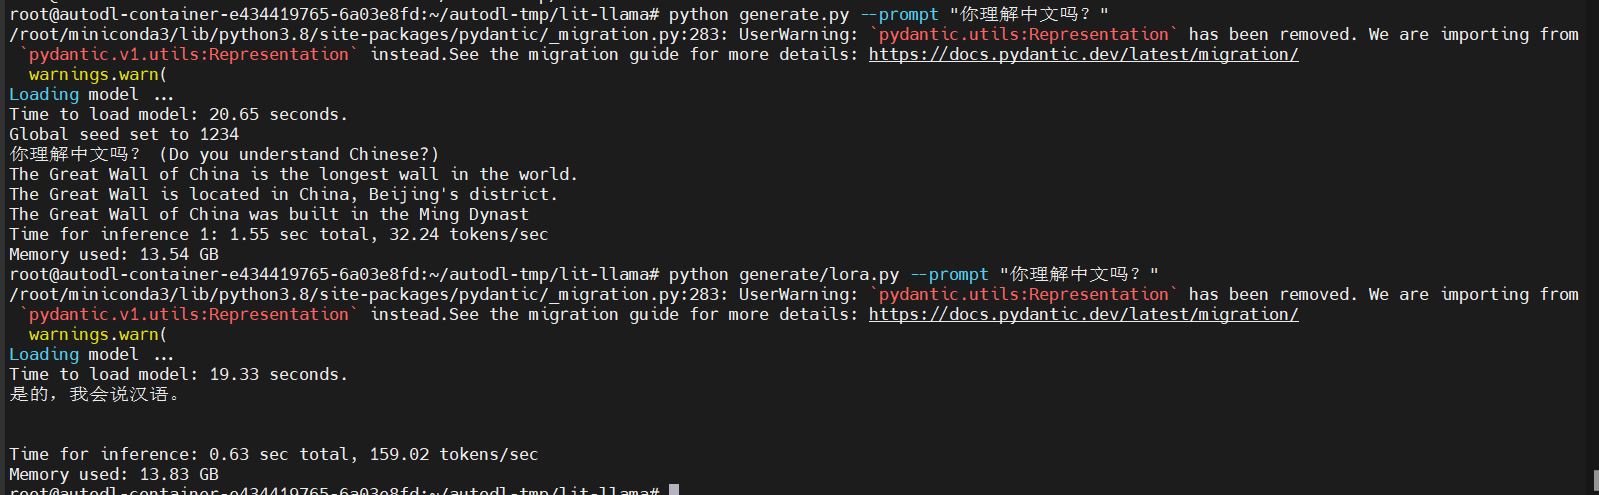 root@autodl-container-e434419765-6a03e8fd:~/autodl-tmp/lit-llama# python generate.py --prompt "你理解中文吗？"
/root/miniconda3/lib/python3.8/site-packages/pydantic/_migration.py:283: UserWarning: `pydantic.utils:Representation` has been removed. We are importing from
`pydantic.v1.utils:Representation` instead.See the migration guide for more details: https://docs.pydantic.dev/latest/migration/
warnings.warn(
Loading model ...
Time to load model: 20.65 seconds.
Global seed set to 1234
你理解中文吗？ (Do you understand Chinese?)
The Great Wall of China is the longest wall in the world.
The Great Wall is located in China, Beijing's district.
The Great Wall of China was built in the Ming Dynast
Time for inference 1: 1.55 sec total, 32.24 tokens/sec
Memory used: 13.54 GB
root@autodl-container-e434419765-6a03e8fd:~/autodl-tmp/lit-llama# python generate/lora.py --prompt "你理解中文吗？"
/root/miniconda3/lib/python3.8/site-packages/pydantic/_migration.py:283: UserWarning: `pydantic.utils:Representation` has been removed. We are importing from
`pydantic.v1.utils:Representation` instead.See the migration guide for more details: https://docs.pydantic.dev/latest/migration/
warnings.warn(
Loading model ...
Time to load model: 19.33 seconds.
是的，我会说汉语。
Time for inference: 0.63 sec total, 159.02 tokens/sec
Memory used: 13.83 GB
root@autodl-container-e434419765-6a03e8fd:~/autodl-tmp/lit-llama#